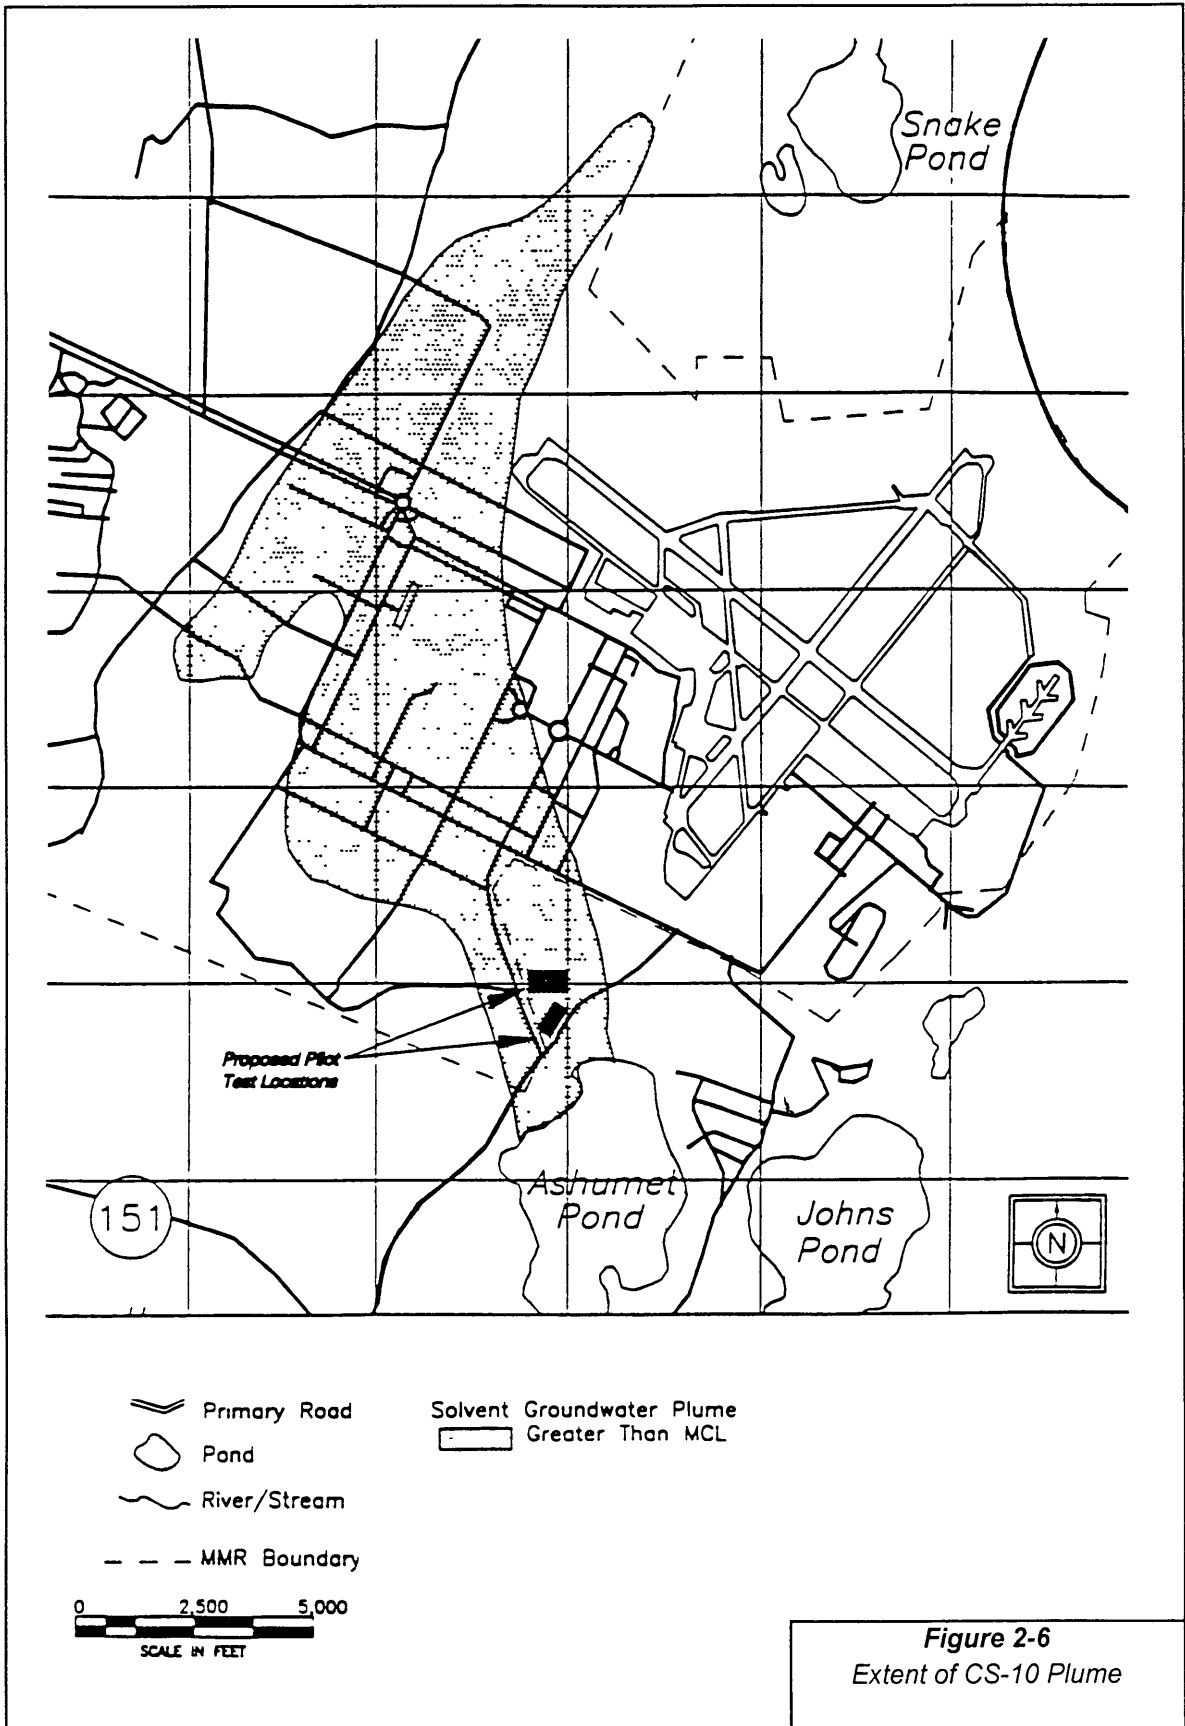 Snake
Pond
Proposed Pilot
Test Locations
Ashumet
Pond
Johns
Pond
151
N
Primary Road
Pond
River/Stream
MMR Boundary
Solvent Groundwater Plume
Greater Than MCL
0 2,500 5,000
SCALE IN FEET
Figure 2-6
Extent of CS-10 Plume